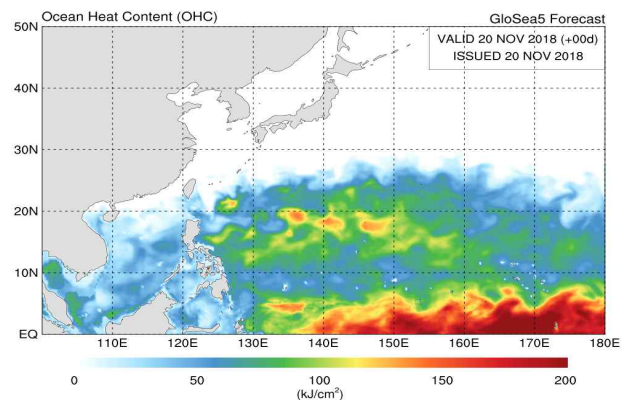 Ocean Heat Content (OHC)
GloSea5 Forecast
VALID 20 NOV 2018 (+00d)
ISSUED 20 NOV 2018
50N
40N
30N
20N
10N
EQ
110E 120E 130E 140E 150E 160E 170E 180E
0 50 100 150 200
(kJ/cm²)